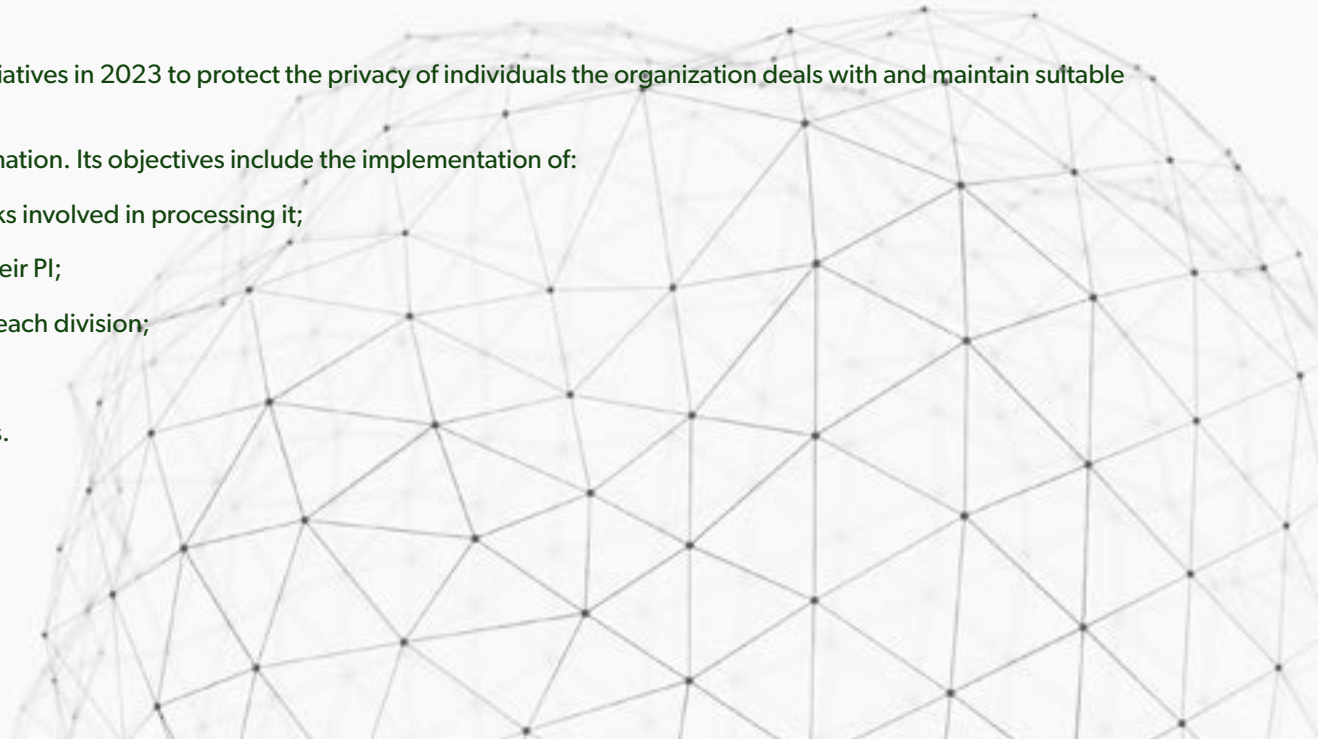 iatives in 2023 to protect the privacy of individuals the organization deals with and maintain suitable
nation. Its objectives include the implementation of:
ks involved in processing it;
eir PI;
each division;
s.